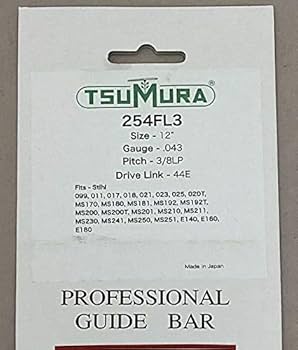 TSUMURA®
254FL3
Size - 12"
Gauge - .043
Pitch - 3/8LP
Drive Link - 44E
Fits - Stihl
099, 011, 017, 018, 021, 023, 025, 020T,
MS170, MS180, MS181, MS192, MS192T,
MS200, MS200T, MS201, MS210, MS211,
MS230, MS241, MS250, MS251, E140, E160,
E180
Made in Japan
PROFESSIONAL
GUIDE BAR